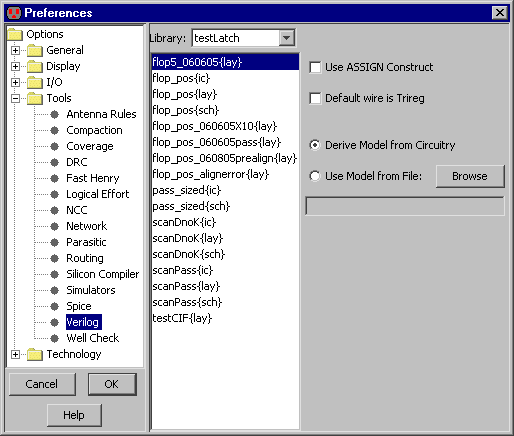 Preferences
Options
General
Display
I/O
Tools
Antenna Rules
Compaction
Coverage
DRC
Fast Henry
Logical Effort
NCC
Network
Parasitic
Routing
Silicon Compiler
Simulators
Spice
Verilog
Well Check
Technology
Cancel
OK
Help
Library: testLatch
flop5_060605{lay}
flop_pos{ic}
flop_pos{lay}
flop_pos{sch}
flop_pos_060605X10{lay}
flop_pos_060605pass{lay}
flop_pos_060805prealign{lay}
flop_pos_alignerror{lay}
pass_sized{ic}
pass_sized{sch}
scanDnoK{ic}
scanDnoK{lay}
scanDnoK{sch}
scanPass{ic}
scanPass{lay}
scanPass{sch}
testCIF{lay}
Use ASSIGN Construct
Default wire is Trireg
Derive Model from Circuitry
Use Model from File: Browse